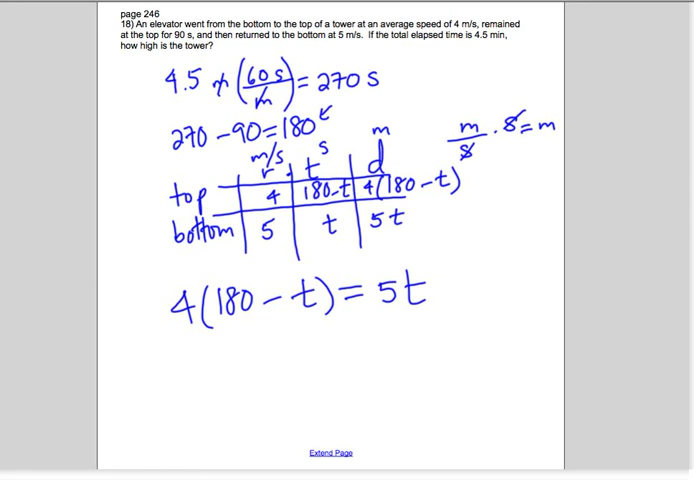 page 246
18) An elevator went from the bottom to the top of a tower at an average speed of 4 m/s, remained
at the top for 90 s, and then returned to the bottom at 5 m/s. If the total elapsed time is 4.5 min,
how high is the tower?
4.5 m (60 s/m) = 270 s
270 - 90 = 180 t
m/s s m
r t d
top 4 180-t 4(180-t)
bottom 5 t 5t
m/s · s = m
4(180 - t) = 5t
Extend Page